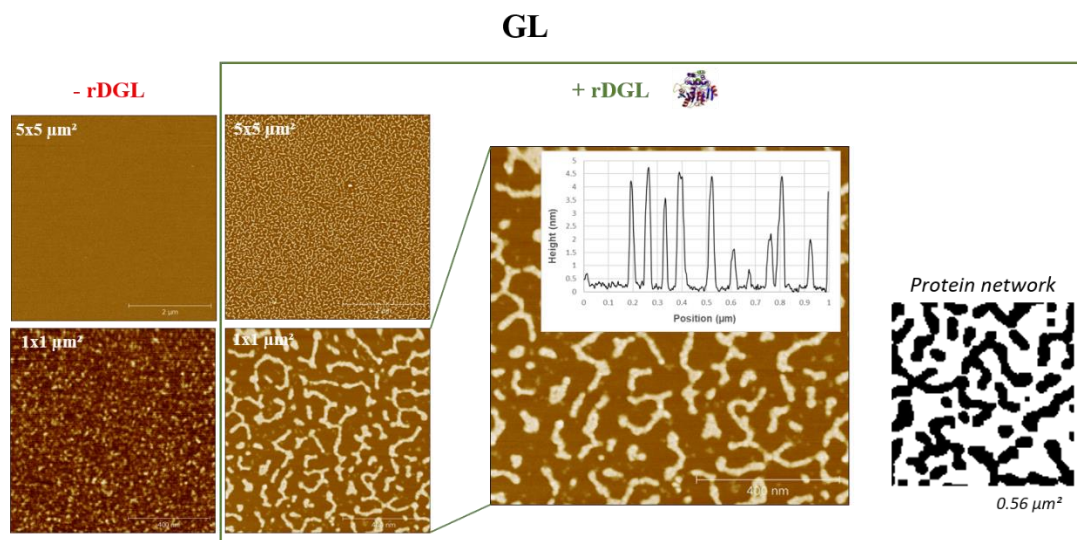 GL
- rDGL
+ rDGL
5x5 µm²
2 µm
5x5 µm²
1x1 µm²
400 nm
1x1 µm²
400 nm
Height (nm)
5
4.5
4
3.5
3
2.5
2
1.5
1
0.5
0
0 0.1 0.2 0.3 0.4 0.5 0.6 0.7 0.8 0.9 1
Position (µm)
400 nm
Protein network
0.56 µm²